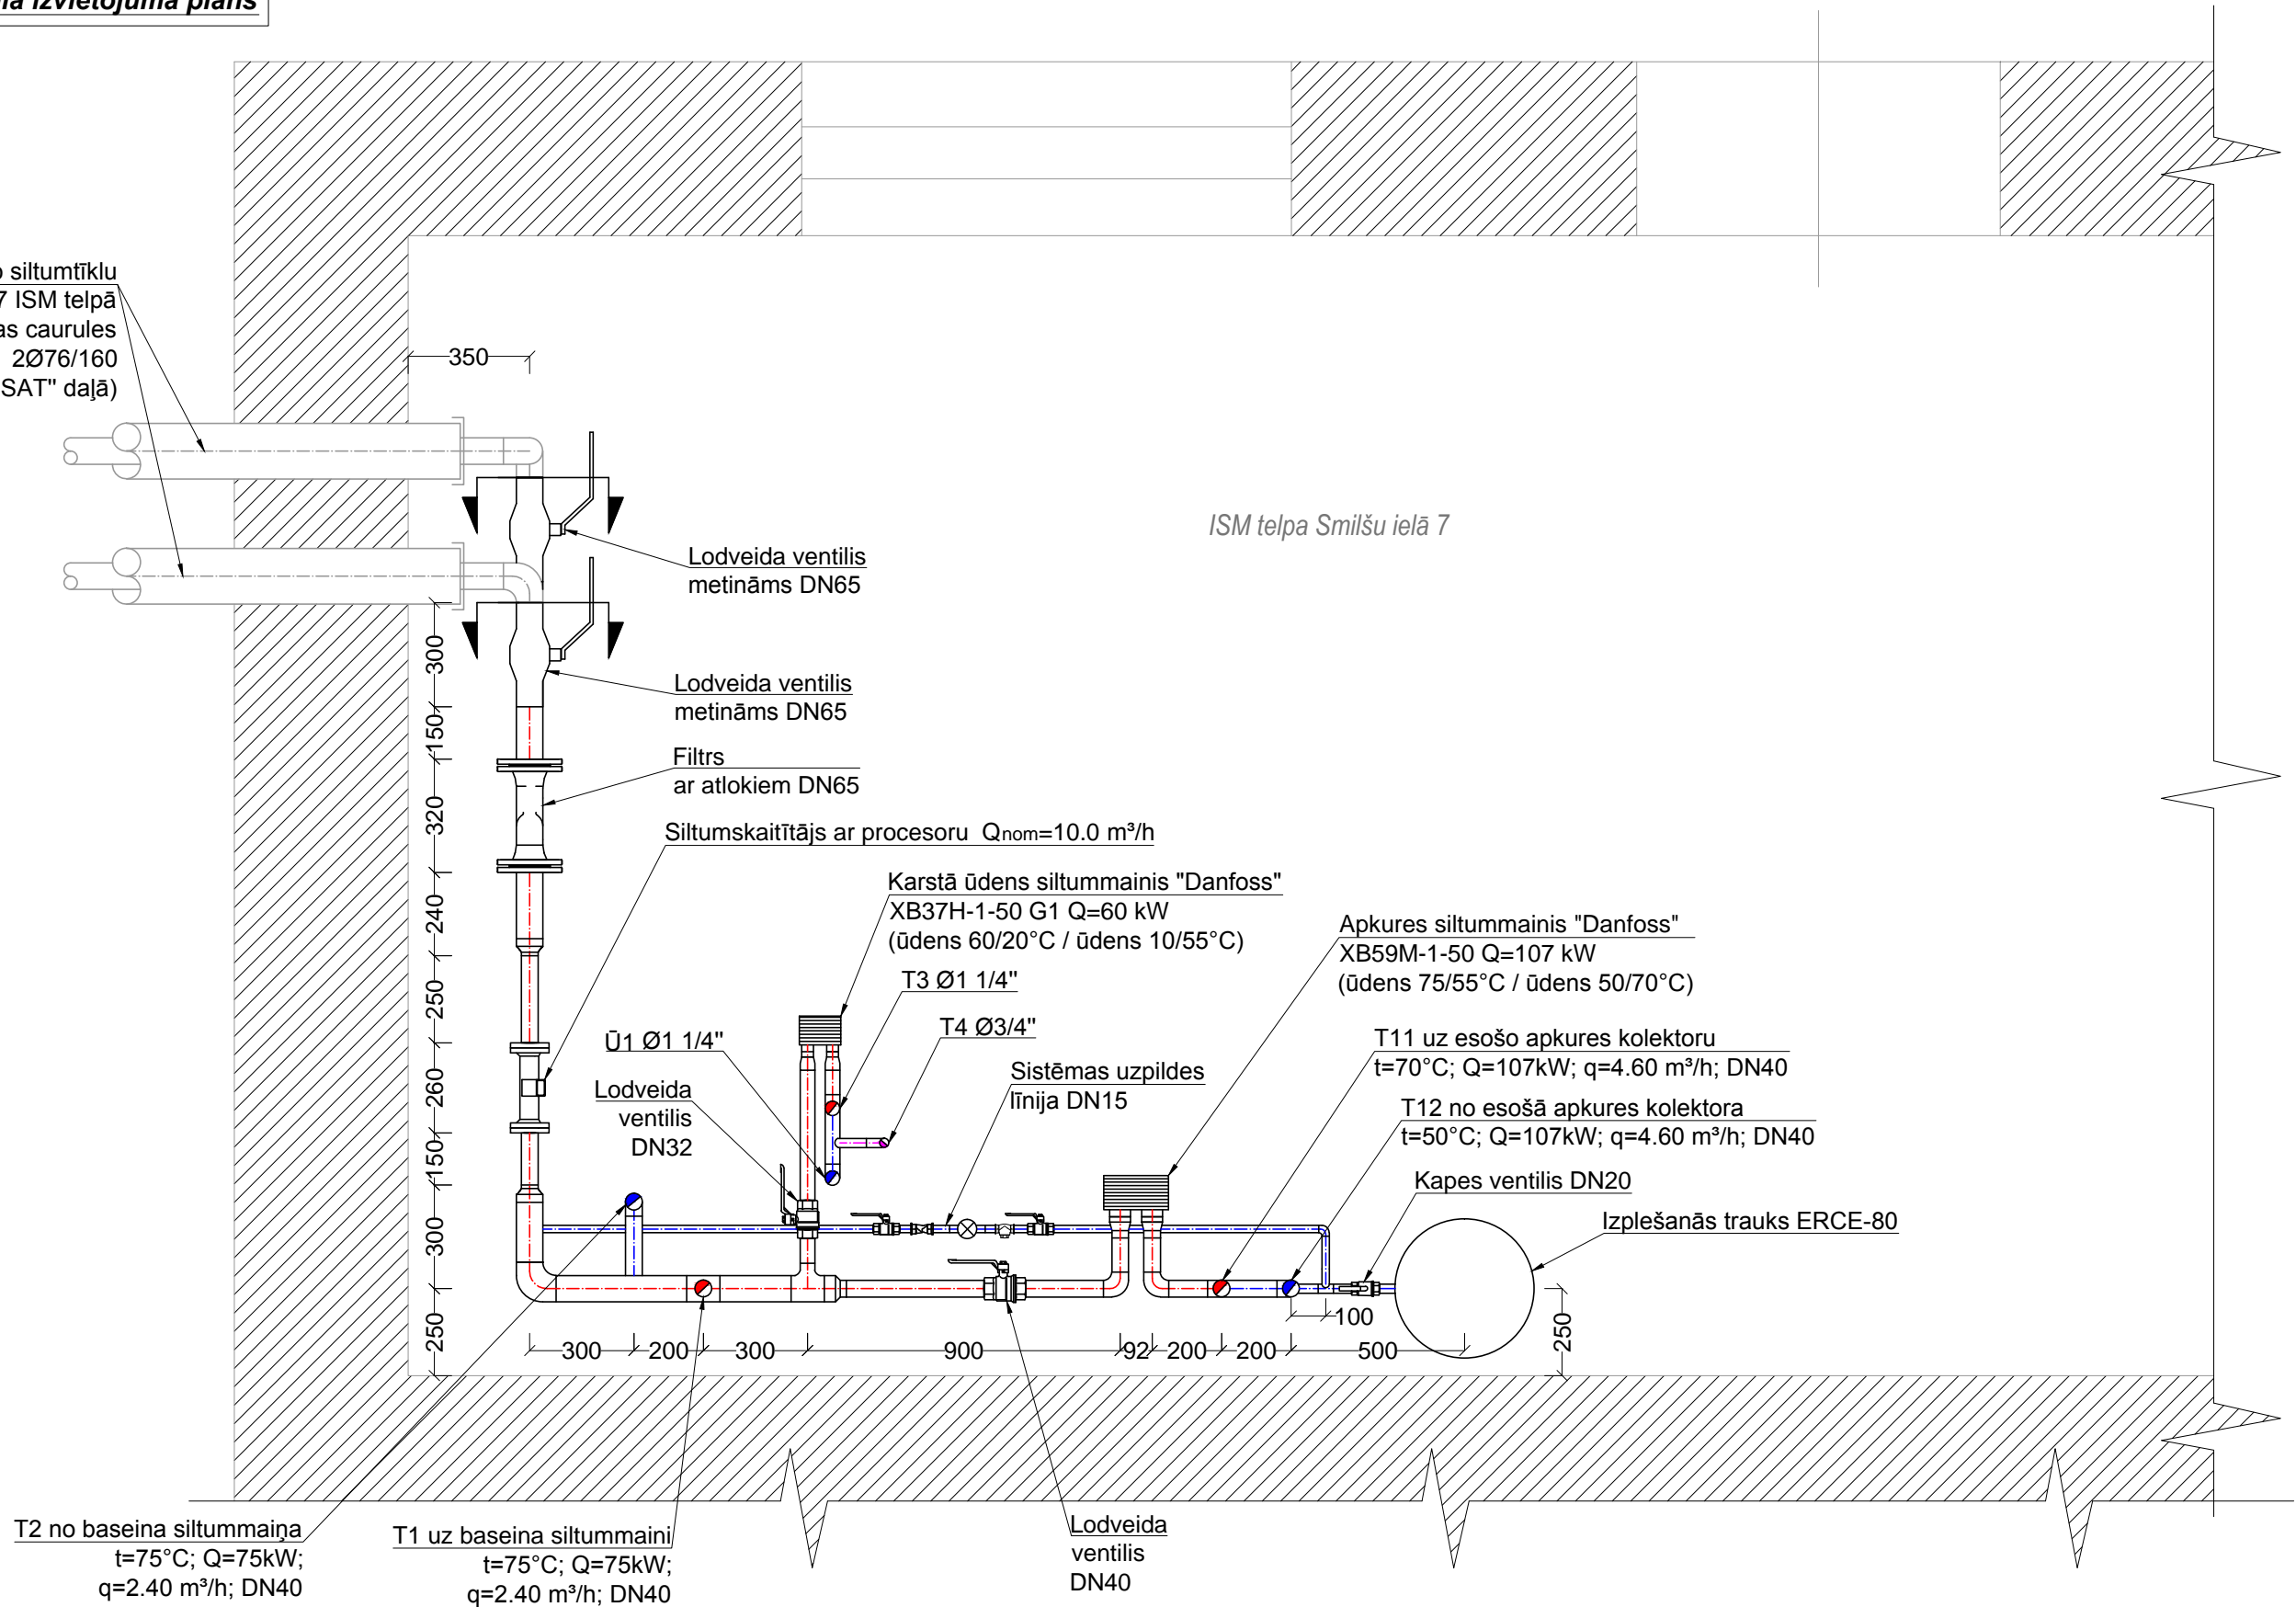 izvietojuma plāns
siltumtīklu
7 ISM telpā
caurules
2Ø76/160
SAT" daļā)
350
ISM telpa Smilšu ielā 7
Lodveida ventilis
metināms DN65
300
Lodveida ventilis
metināms DN65
150
Filtrs
ar atlokiem DN65
320
Siltumskaitītājs ar procesoru Qnom=10.0 m³/h
Karstā ūdens siltummainis "Danfoss"
XB37H-1-50 G1 Q=60 kW
(ūdens 60/20°C / ūdens 10/55°C)
240
Apkures siltummainis "Danfoss"
XB59M-1-50 Q=107 kW
(ūdens 75/55°C / ūdens 50/70°C)
T3 Ø1 1/4"
250
T4 Ø3/4"
Ū1 Ø1 1/4"
T11 uz esošo apkures kolektoru
t=70°C; Q=107kW; q=4.60 m³/h; DN40
260
Lodveida
ventilis
DN32
Sistēmas uzpildes
līnija DN15
T12 no esošā apkures kolektora
t=50°C; Q=107kW; q=4.60 m³/h; DN40
150
Kapes ventilis DN20
Izplešanās trauks ERCE-80
300
100
250
300 200 300 900 92 200 200 500
250
T2 no baseina siltummaiņa
t=75°C; Q=75kW;
q=2.40 m³/h; DN40
T1 uz baseina siltummaini
t=75°C; Q=75kW;
q=2.40 m³/h; DN40
Lodveida
ventilis
DN40